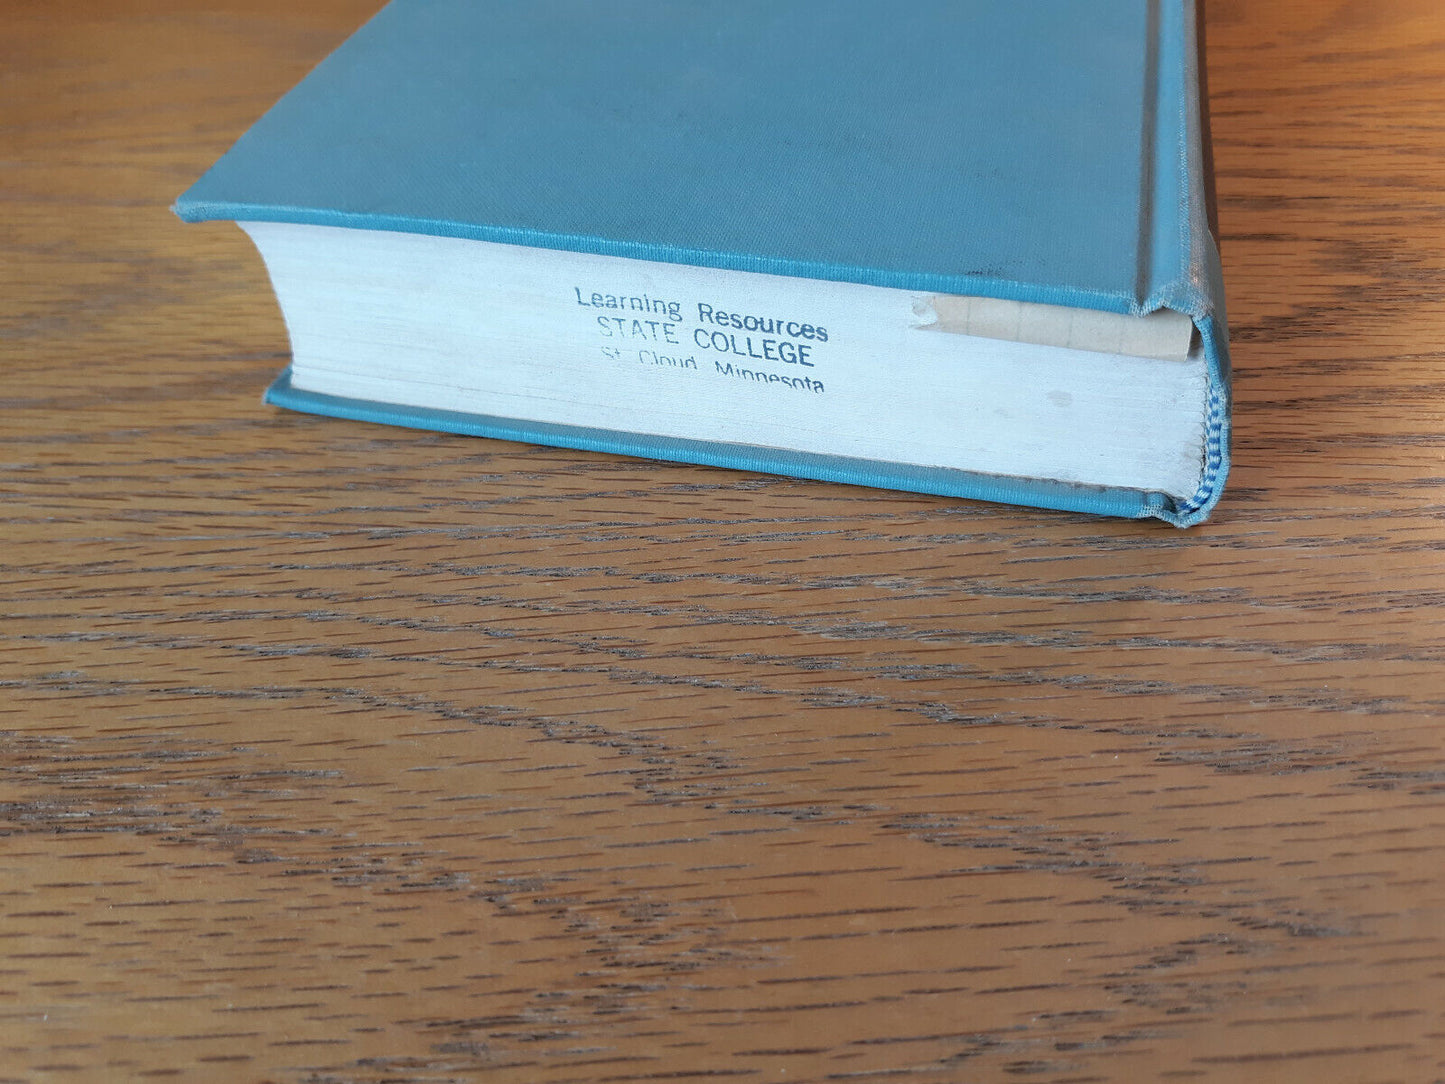 Learning Resources
STATE COLLEGE
St. Cloud, Minnesota